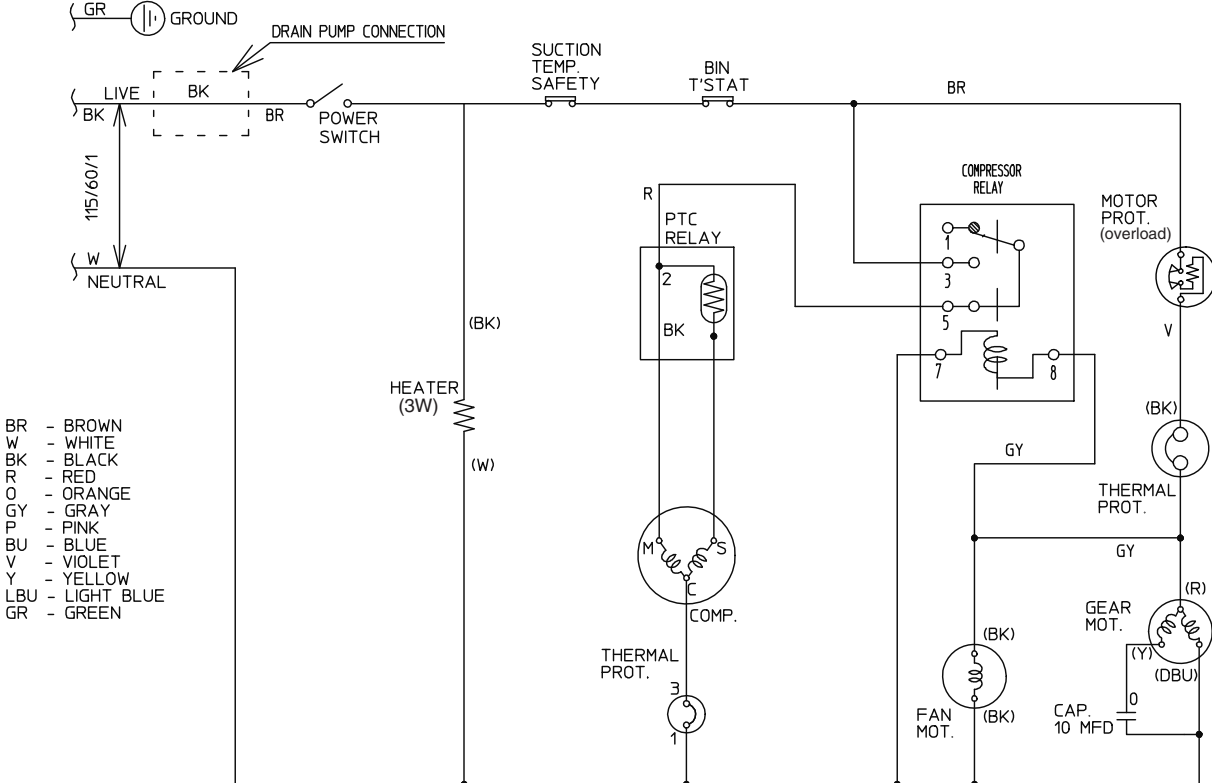 GR
GROUND
DRAIN PUMP CONNECTION
LIVE
BK
BK
BR
POWER
SWITCH
SUCTION
TEMP.
SAFETY
BIN
T'STAT
BR
115/60/1
W
NEUTRAL
R
PTC
RELAY
2
BK
COMPRESSOR
RELAY
1
3
5
7
8
MOTOR
PROT.
(overload)
V
(BK)
HEATER
(3W)
(W)
(BK)
THERMAL
PROT.
GY
GY
BR - BROWN
W - WHITE
BK - BLACK
R - RED
O - ORANGE
GY - GRAY
P - PINK
BU - BLUE
V - VIOLET
Y - YELLOW
LBU - LIGHT BLUE
GR - GREEN
M
S
C
COMP.
THERMAL
PROT.
3
1
(BK)
FAN
MOT.
(BK)
(R)
GEAR
MOT.
(Y)
(DBU)
O
CAP.
10 MFD